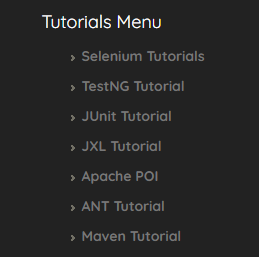 Tutorials Menu
Selenium Tutorials
TestNG Tutorial
JUnit Tutorial
JXL Tutorial
Apache POI
ANT Tutorial
Maven Tutorial